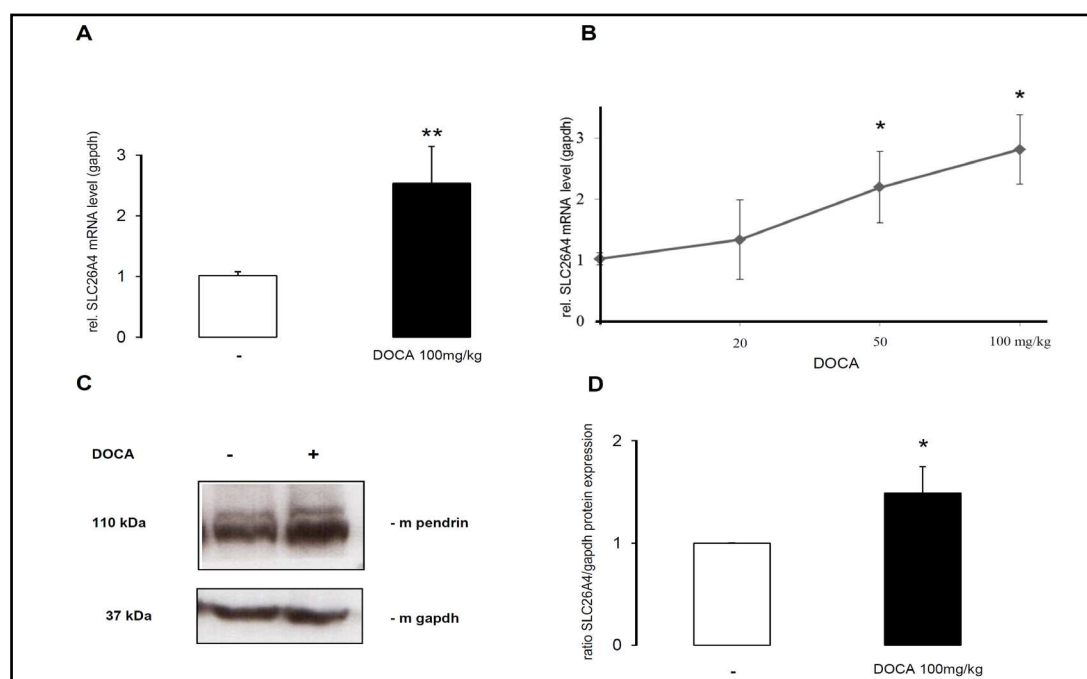 A
rel. SLC26A4 mRNA level (gapdh)
3
2
1
0
**
-
DOCA 100mg/kg
B
rel. SLC26A4 mRNA level (gapdh)
3
2
1
0
*
*
20
50
100 mg/kg
DOCA
C
DOCA
-
+
110 kDa
- m pendrin
37 kDa
- m gapdh
D
ratio SLC26A4/gapdh protein expression
2
1
0
*
-
DOCA 100mg/kg